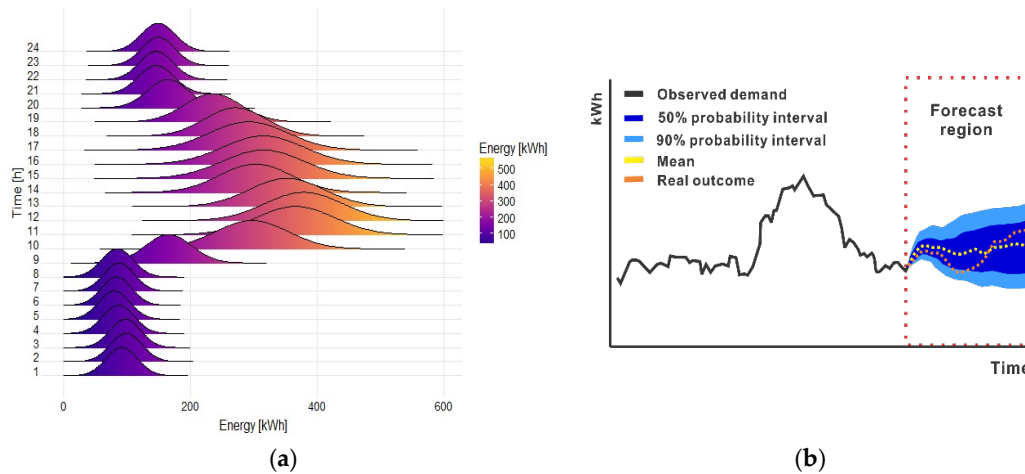 24
23
22
21
20
19
18
17
16
15
14
13
12
11
10
9
8
7
6
5
4
3
2
1
Time [h]
0
200
400
600
Energy [kWh]
Energy [kWh]
500
400
300
200
100
(a)
kWh
Observed demand
50% probability interval
90% probability interval
Mean
Real outcome
Forecast
region
Time
(b)